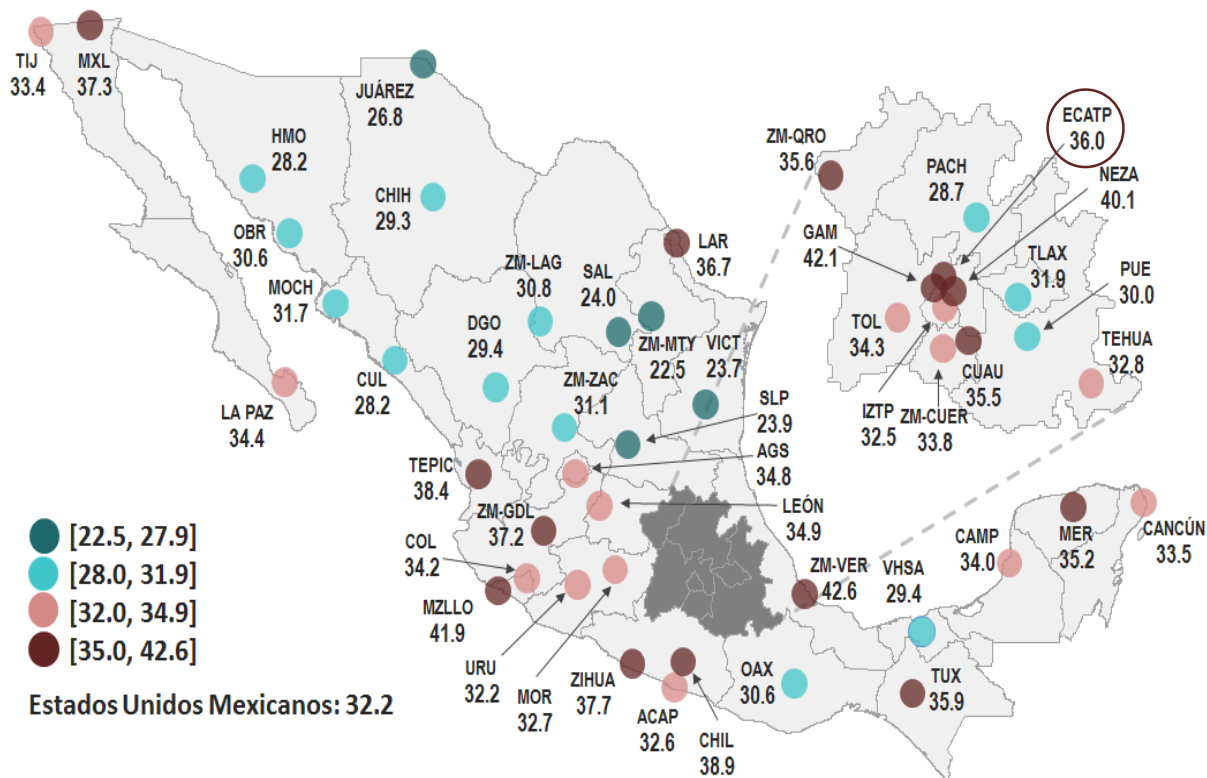 TIJ
33.4
MXL
37.3
JUÁREZ
26.8
HMO
28.2
CHIH
29.3
OBR
30.6
MOCH
31.7
CUL
28.2
LA PAZ
34.4
DGO
29.4
ZM-LAG
30.8
SAL
24.0
LAR
36.7
ZM-MTY
22.5
VICT
23.7
ZM-ZAC
31.1
SLP
23.9
AGS
34.8
LEÓN
34.9
TEPIC
38.4
ZM-GDL
37.2
COL
34.2
MZLLO
41.9
URU
32.2
MOR
32.7
ZIHUA
37.7
ACAP
32.6
CHIL
38.9
OAX
30.6
ZM-VER
42.6
VHSA
29.4
TUX
35.9
CAMP
34.0
MER
35.2
CANCÚN
33.5
ZM-QRO
35.6
PACH
28.7
ECATP
36.0
NEZA
40.1
GAM
42.1
TLAX
31.9
PUE
30.0
TOL
34.3
TEHUA
32.8
CUAU
35.5
IZTP
32.5
ZM-CUER
33.8
[22.5, 27.9]
[28.0, 31.9]
[32.0, 34.9]
[35.0, 42.6]
Estados Unidos Mexicanos: 32.2